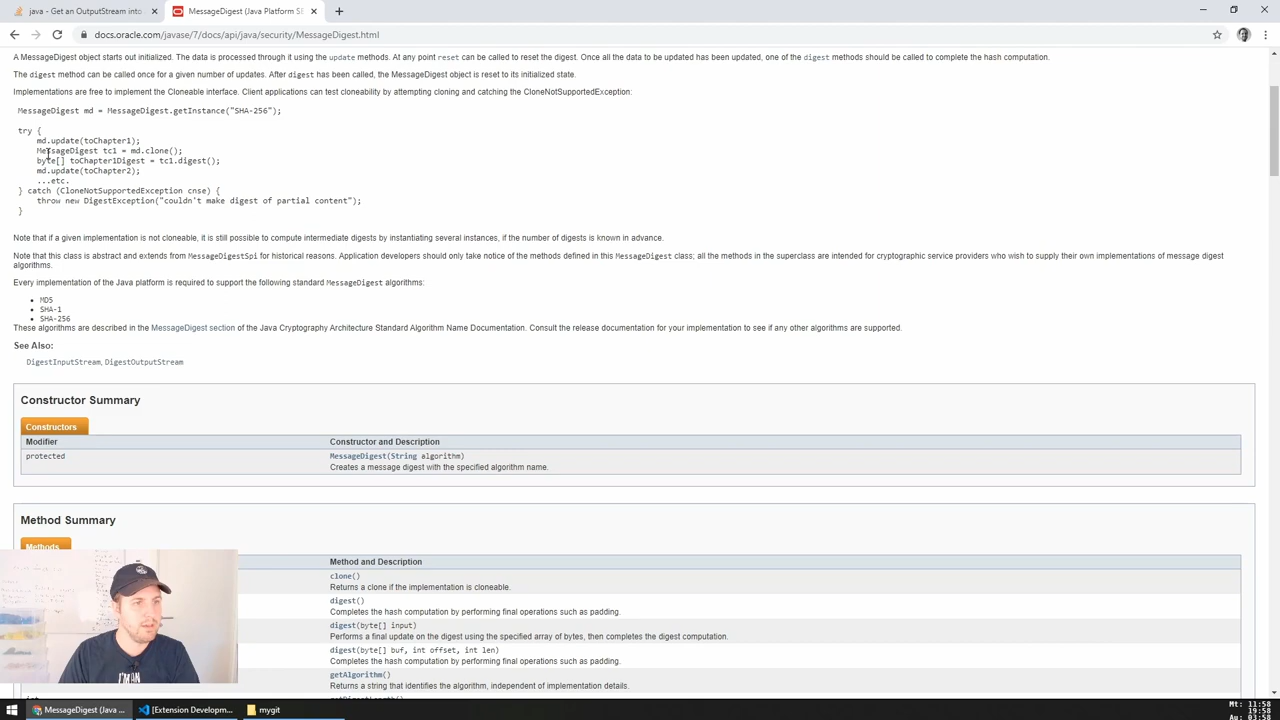 java - Get an OutputStream into
MessageDigest (Java Platform SE
docs.oracle.com/javase/7/docs/api/java/security/MessageDigest.html
A MessageDigest object starts out initialized. The data is processed through it using the update methods. At any point reset can be called to reset the digest. Once all the data to be updated has been updated, one of the digest methods should be called to complete the hash computation.
The digest method can be called once for a given number of updates. After digest has been called, the MessageDigest object is reset to its initialized state.
Implementations are free to implement the Cloneable interface. Client applications can test cloneability by attempting cloning and catching the CloneNotSupportedException:
MessageDigest md = MessageDigest.getInstance("SHA-256");
try {
md.update(toChapter1);
MessageDigest tc1 = md.clone();
byte[] toChapter1Digest = tc1.digest();
md.update(toChapter2);
...etc.
} catch (CloneNotSupportedException cnse) {
throw new DigestException("couldn't make digest of partial content");
}
Note that if a given implementation is not cloneable, it is still possible to compute intermediate digests by instantiating several instances, if the number of digests is known in advance.
Note that this class is abstract and extends from MessageDigestSpi for historical reasons. Application developers should only take notice of the methods defined in this MessageDigest class; all the methods in the superclass are intended for cryptographic service providers who wish to supply their own implementations of message digest
algorithms.
Every implementation of the Java platform is required to support the following standard MessageDigest algorithms:
• MD5
• SHA-1
• SHA-256
These algorithms are described in the MessageDigest section of the Java Cryptography Architecture Standard Algorithm Name Documentation. Consult the release documentation for your implementation to see if any other algorithms are supported.
See Also:
DigestInputStream, DigestOutputStream
Constructor Summary
Constructors
Modifier Constructor and Description
protected MessageDigest(String algorithm)
Creates a message digest with the specified algorithm name.
Method Summary
Methods
Method and Description
clone()
Returns a clone if the implementation is cloneable.
digest()
Completes the hash computation by performing final operations such as padding.
digest(byte[] input)
Performs a final update on the digest using the specified array of bytes, then completes the digest computation.
digest(byte[] buf, int offset, int len)
Completes the hash computation by performing final operations such as padding.
getAlgorithm()
Returns a string that identifies the algorithm, independent of implementation details.
int getDigestLength()
I'M AN
MessageDigest (Java ...
[Extension Developm...
mygit
Mt: 11:58
19:58
Au: 03:58